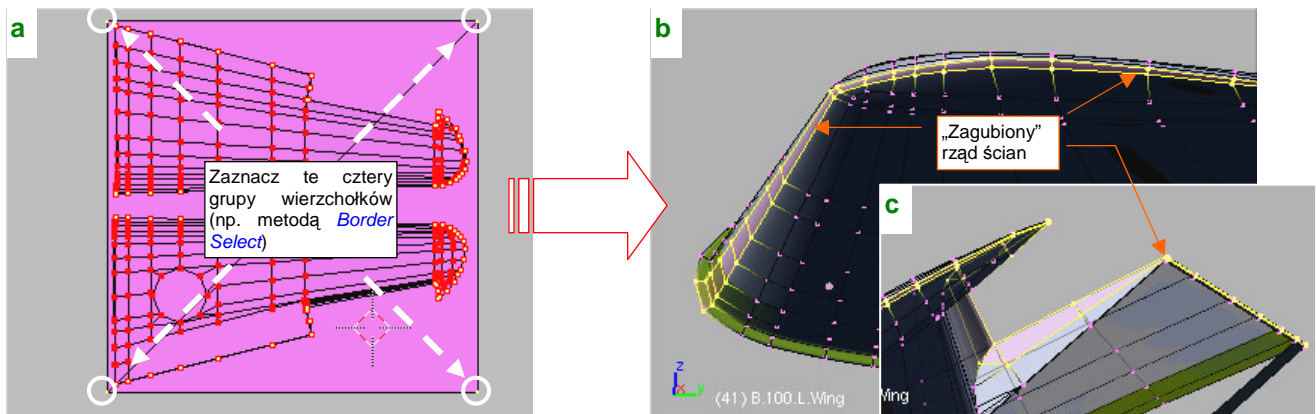 a
Zaznacz te cztery
grupy wierzchołków
(np. metodą Border
Select)
b
„Zagubiony”
rząd ścian
z
x
y
(41) B.100.L.Wing
c
Wing